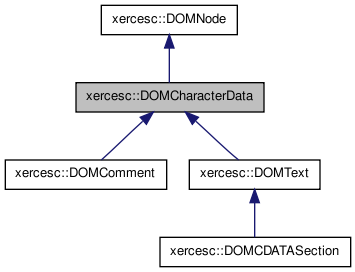 xercesc::DOMNode
xercesc::DOMCharacterData
xercesc::DOMComment
xercesc::DOMText
xercesc::DOMCDATASection